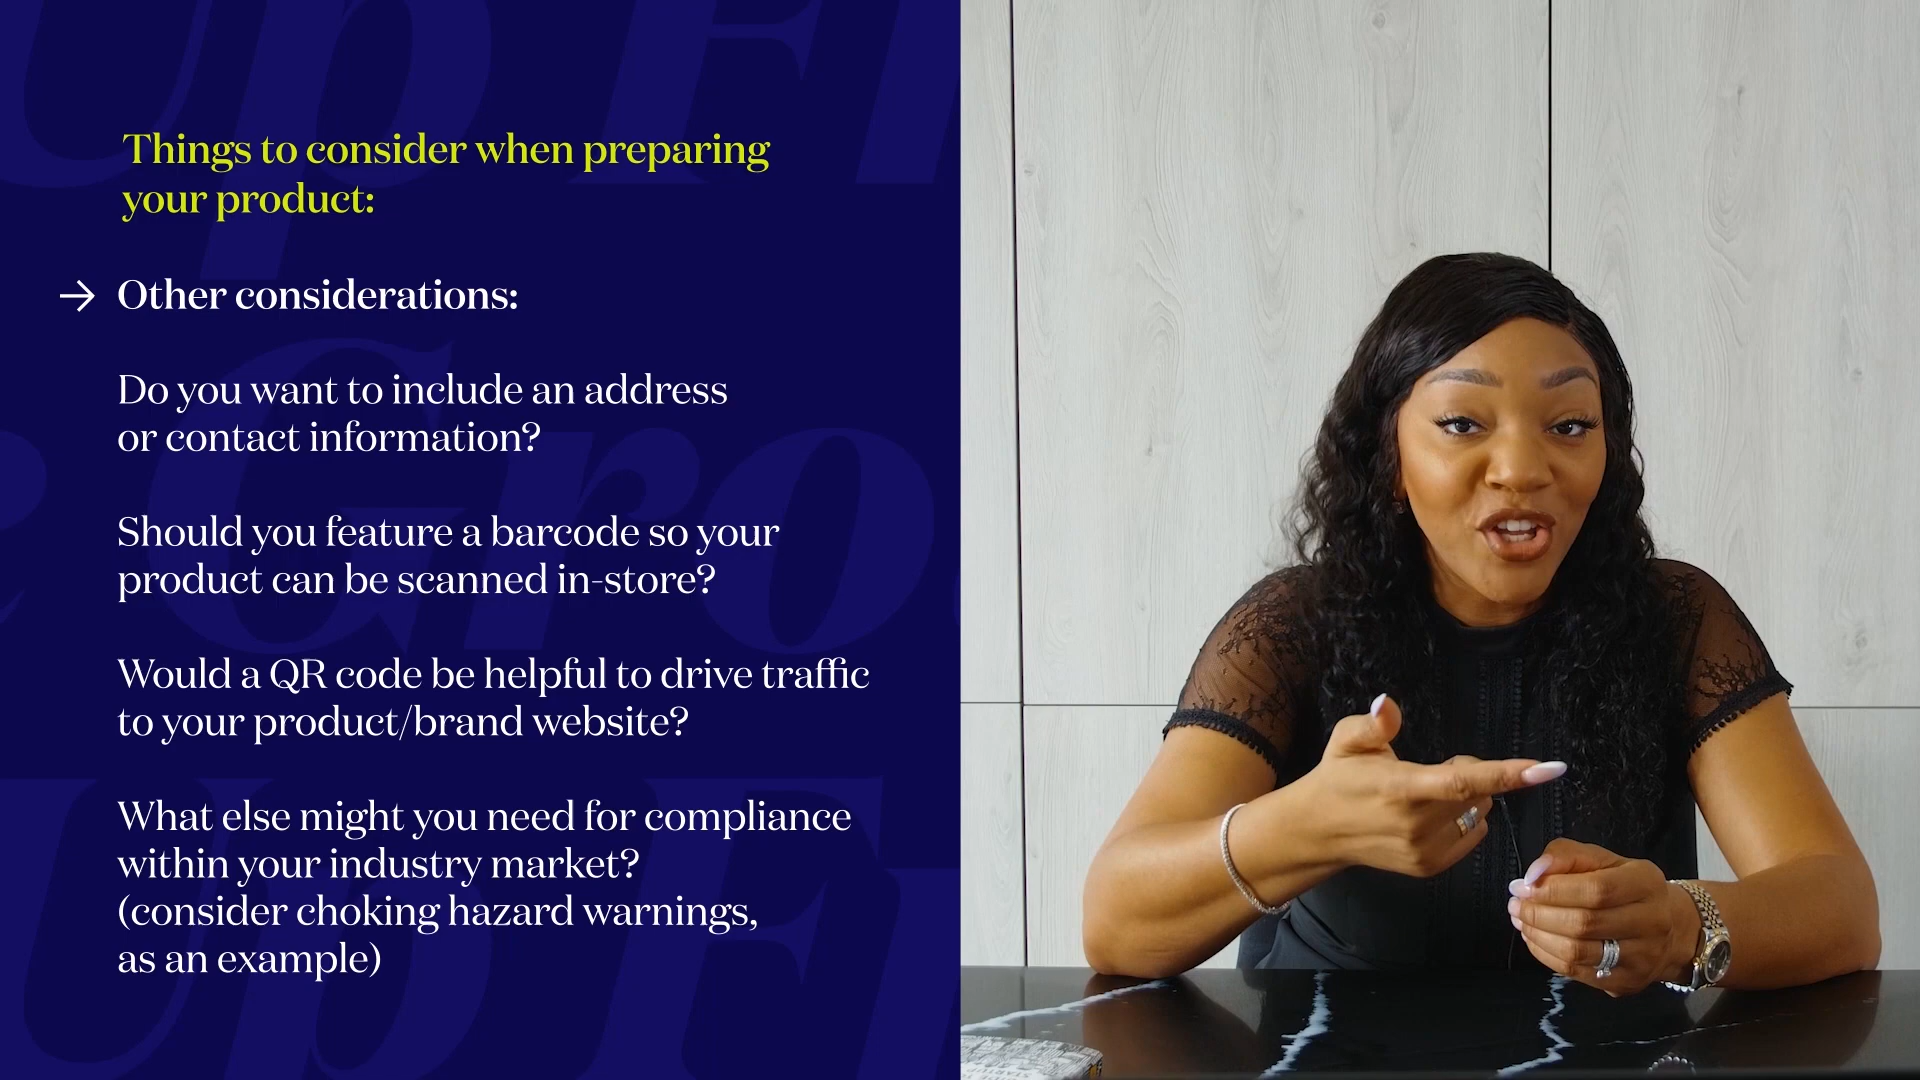 Things to consider when preparing
your product:
→ Other considerations:
Do you want to include an address
or contact information?
Should you feature a barcode so your
product can be scanned in-store?
Would a QR code be helpful to drive traffic
to your product/brand website?
What else might you need for compliance
within your industry market?
(consider choking hazard warnings,
as an example)